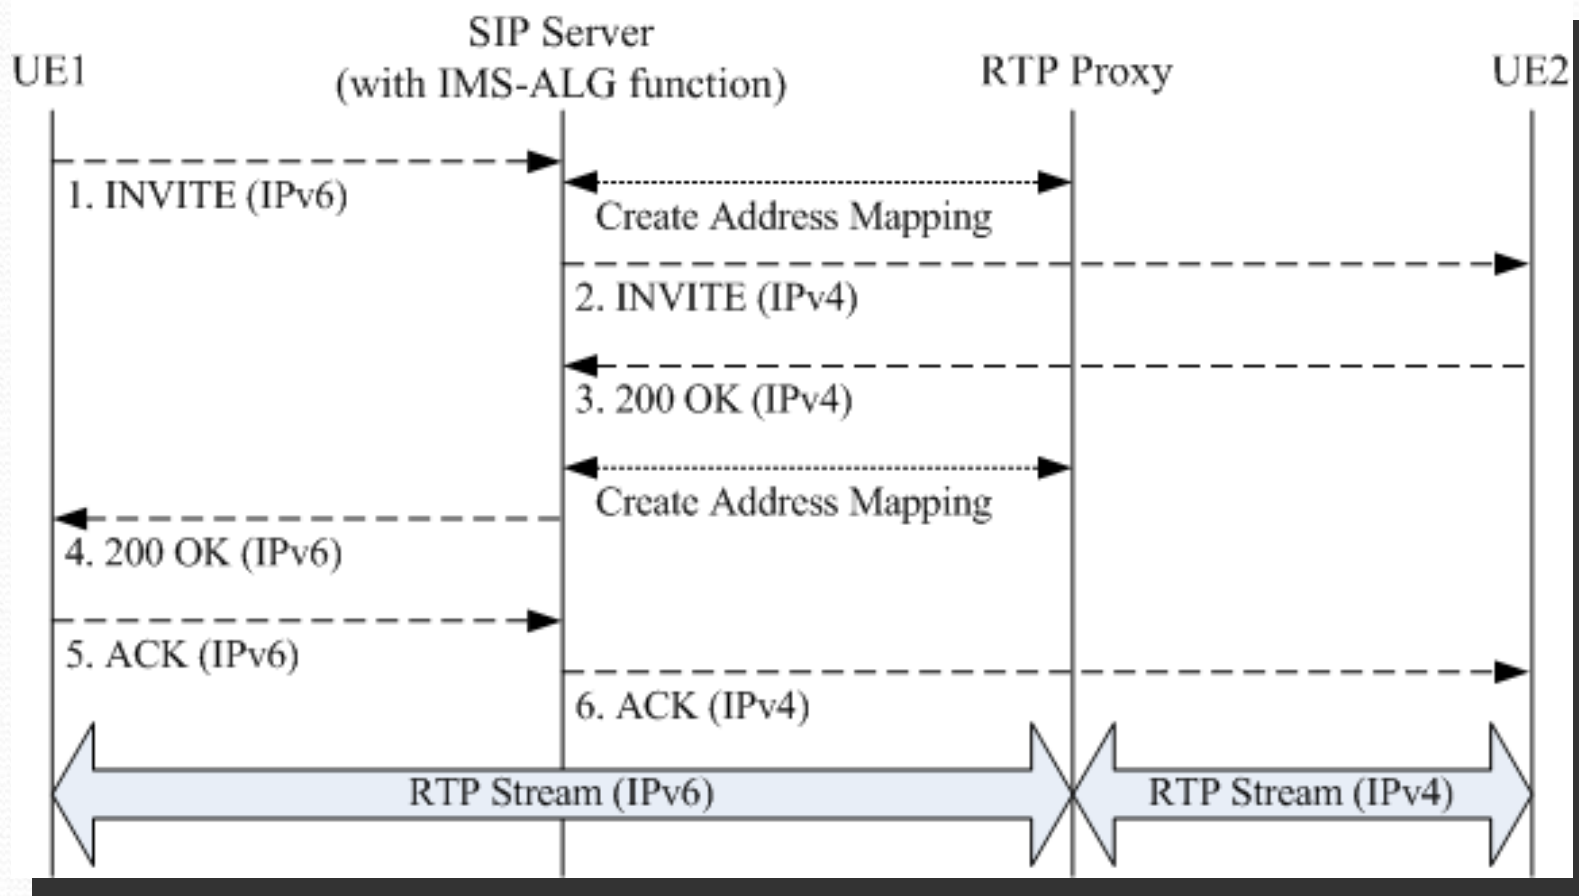 UE1
SIP Server
(with IMS-ALG function)
RTP Proxy
UE2
1. INVITE (IPv6)
Create Address Mapping
2. INVITE (IPv4)
3. 200 OK (IPv4)
Create Address Mapping
4. 200 OK (IPv6)
5. ACK (IPv6)
6. ACK (IPv4)
RTP Stream (IPv6)
RTP Stream (IPv4)